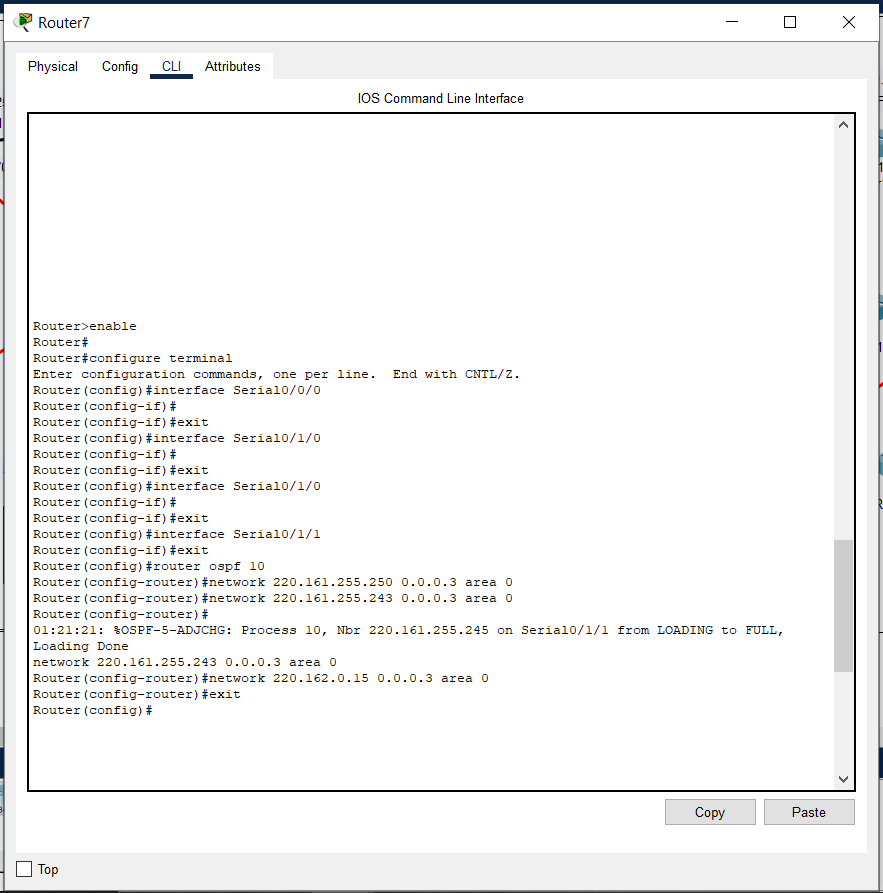 Router7
Physical Config CLI Attributes
IOS Command Line Interface
Router>enable
Router#
Router#configure terminal
Enter configuration commands, one per line.  End with CNTL/Z.
Router(config)#interface Serial0/0/0
Router(config-if)#
Router(config-if)#exit
Router(config)#interface Serial0/1/0
Router(config-if)#
Router(config-if)#exit
Router(config)#interface Serial0/1/0
Router(config-if)#
Router(config-if)#exit
Router(config)#interface Serial0/1/1
Router(config-if)#exit
Router(config)#router ospf 10
Router(config-router)#network 220.161.255.250 0.0.0.3 area 0
Router(config-router)#network 220.161.255.243 0.0.0.3 area 0
Router(config-router)#
01:21:21: %OSPF-5-ADJCHG: Process 10, Nbr 220.161.255.245 on Serial0/1/1 from LOADING to FULL,
Loading Done
network 220.161.255.243 0.0.0.3 area 0
Router(config-router)#network 220.162.0.15 0.0.0.3 area 0
Router(config-router)#exit
Router(config)#
Copy Paste
Top